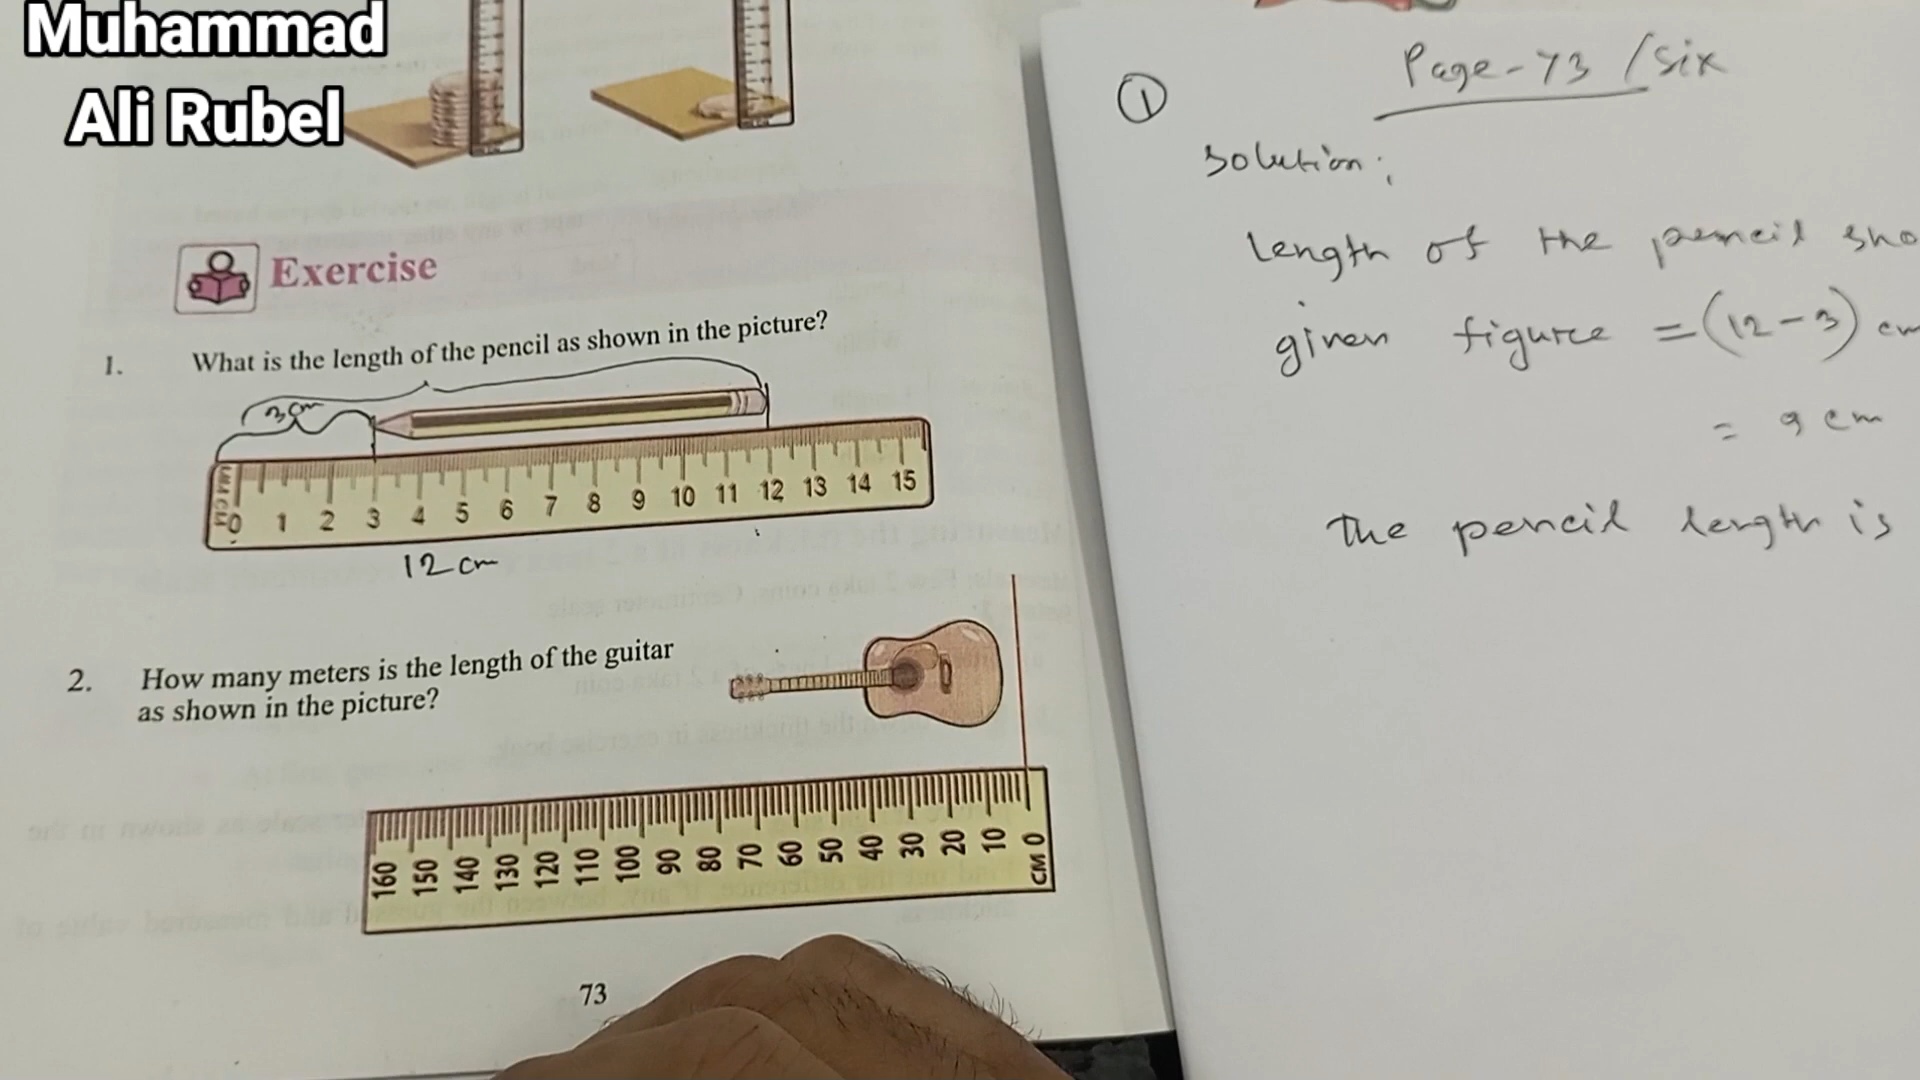 Muhammad
Ali Rubel
Exercise
1. What is the length of the pencil as shown in the picture?
3cm
0 1 2 3 4 5 6 7 8 9 10 11 12 13 14 15
12 cm
2. How many meters is the length of the guitar
as shown in the picture?
160 150 140 130 120 110 100 90 80 70 60 50 40 30 20 10 CM 0
73
Page-73 / Six
1
Solution:
Length of the pencil sho
given figure = (12-3) cm
= 9 cm
The pencil length is